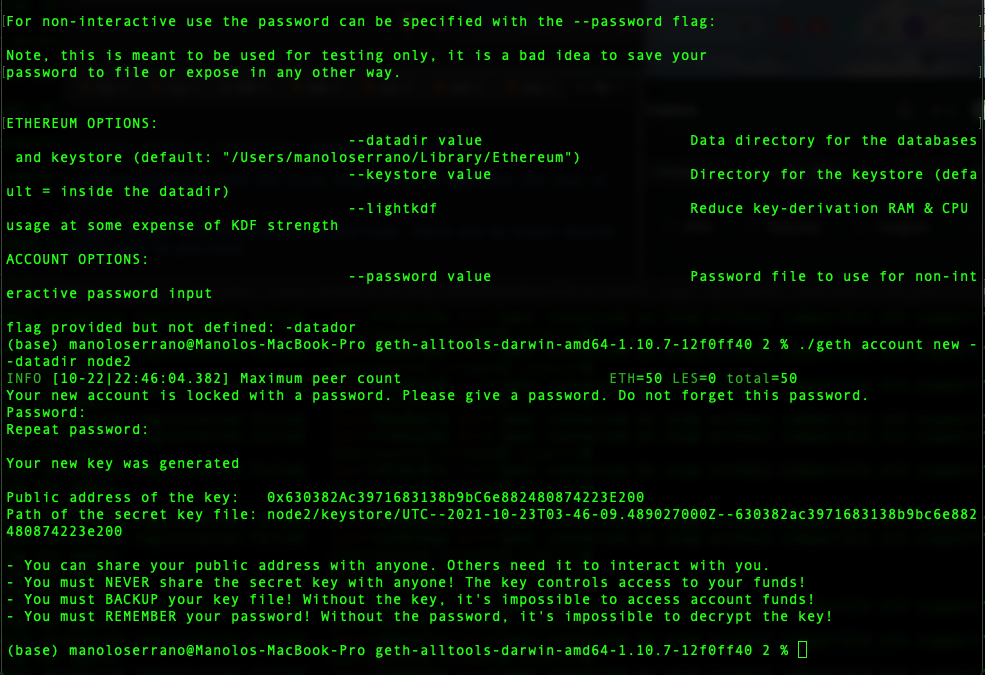 For non-interactive use the password can be specified with the --password flag:
Note, this is meant to be used for testing only, it is a bad idea to save your
password to file or expose in any other way.
ETHEREUM OPTIONS:
--datadir value Data directory for the databases
and keystore (default: "/Users/manoloserrano/Library/Ethereum")
--keystore value Directory for the keystore (defa
ult = inside the datadir)
--lightkdf Reduce key-derivation RAM & CPU
usage at some expense of KDF strength
ACCOUNT OPTIONS:
--password value Password file to use for non-int
eractive password input
flag provided but not defined: -datador
(base) manoloserrano@Manolos-MacBook-Pro geth-alltools-darwin-amd64-1.10.7-12f0ff40 2 % ./geth account new -
-datadir node2
INFO [10-22|22:46:04.382] Maximum peer count ETH=50 LES=0 total=50
Your new account is locked with a password. Please give a password. Do not forget this password.
Password:
Repeat password:
Your new key was generated
Public address of the key: 0x630382Ac3971683138b9bC6e882480874223E200
Path of the secret key file: node2/keystore/UTC--2021-10-23T03-46-09.489027000Z--630382ac3971683138b9bc6e882
480874223e200
- You can share your public address with anyone. Others need it to interact with you.
- You must NEVER share the secret key with anyone! The key controls access to your funds!
- You must BACKUP your key file! Without the key, it's impossible to access account funds!
- You must REMEMBER your password! Without the password, it's impossible to decrypt the key!
(base) manoloserrano@Manolos-MacBook-Pro geth-alltools-darwin-amd64-1.10.7-12f0ff40 2 %